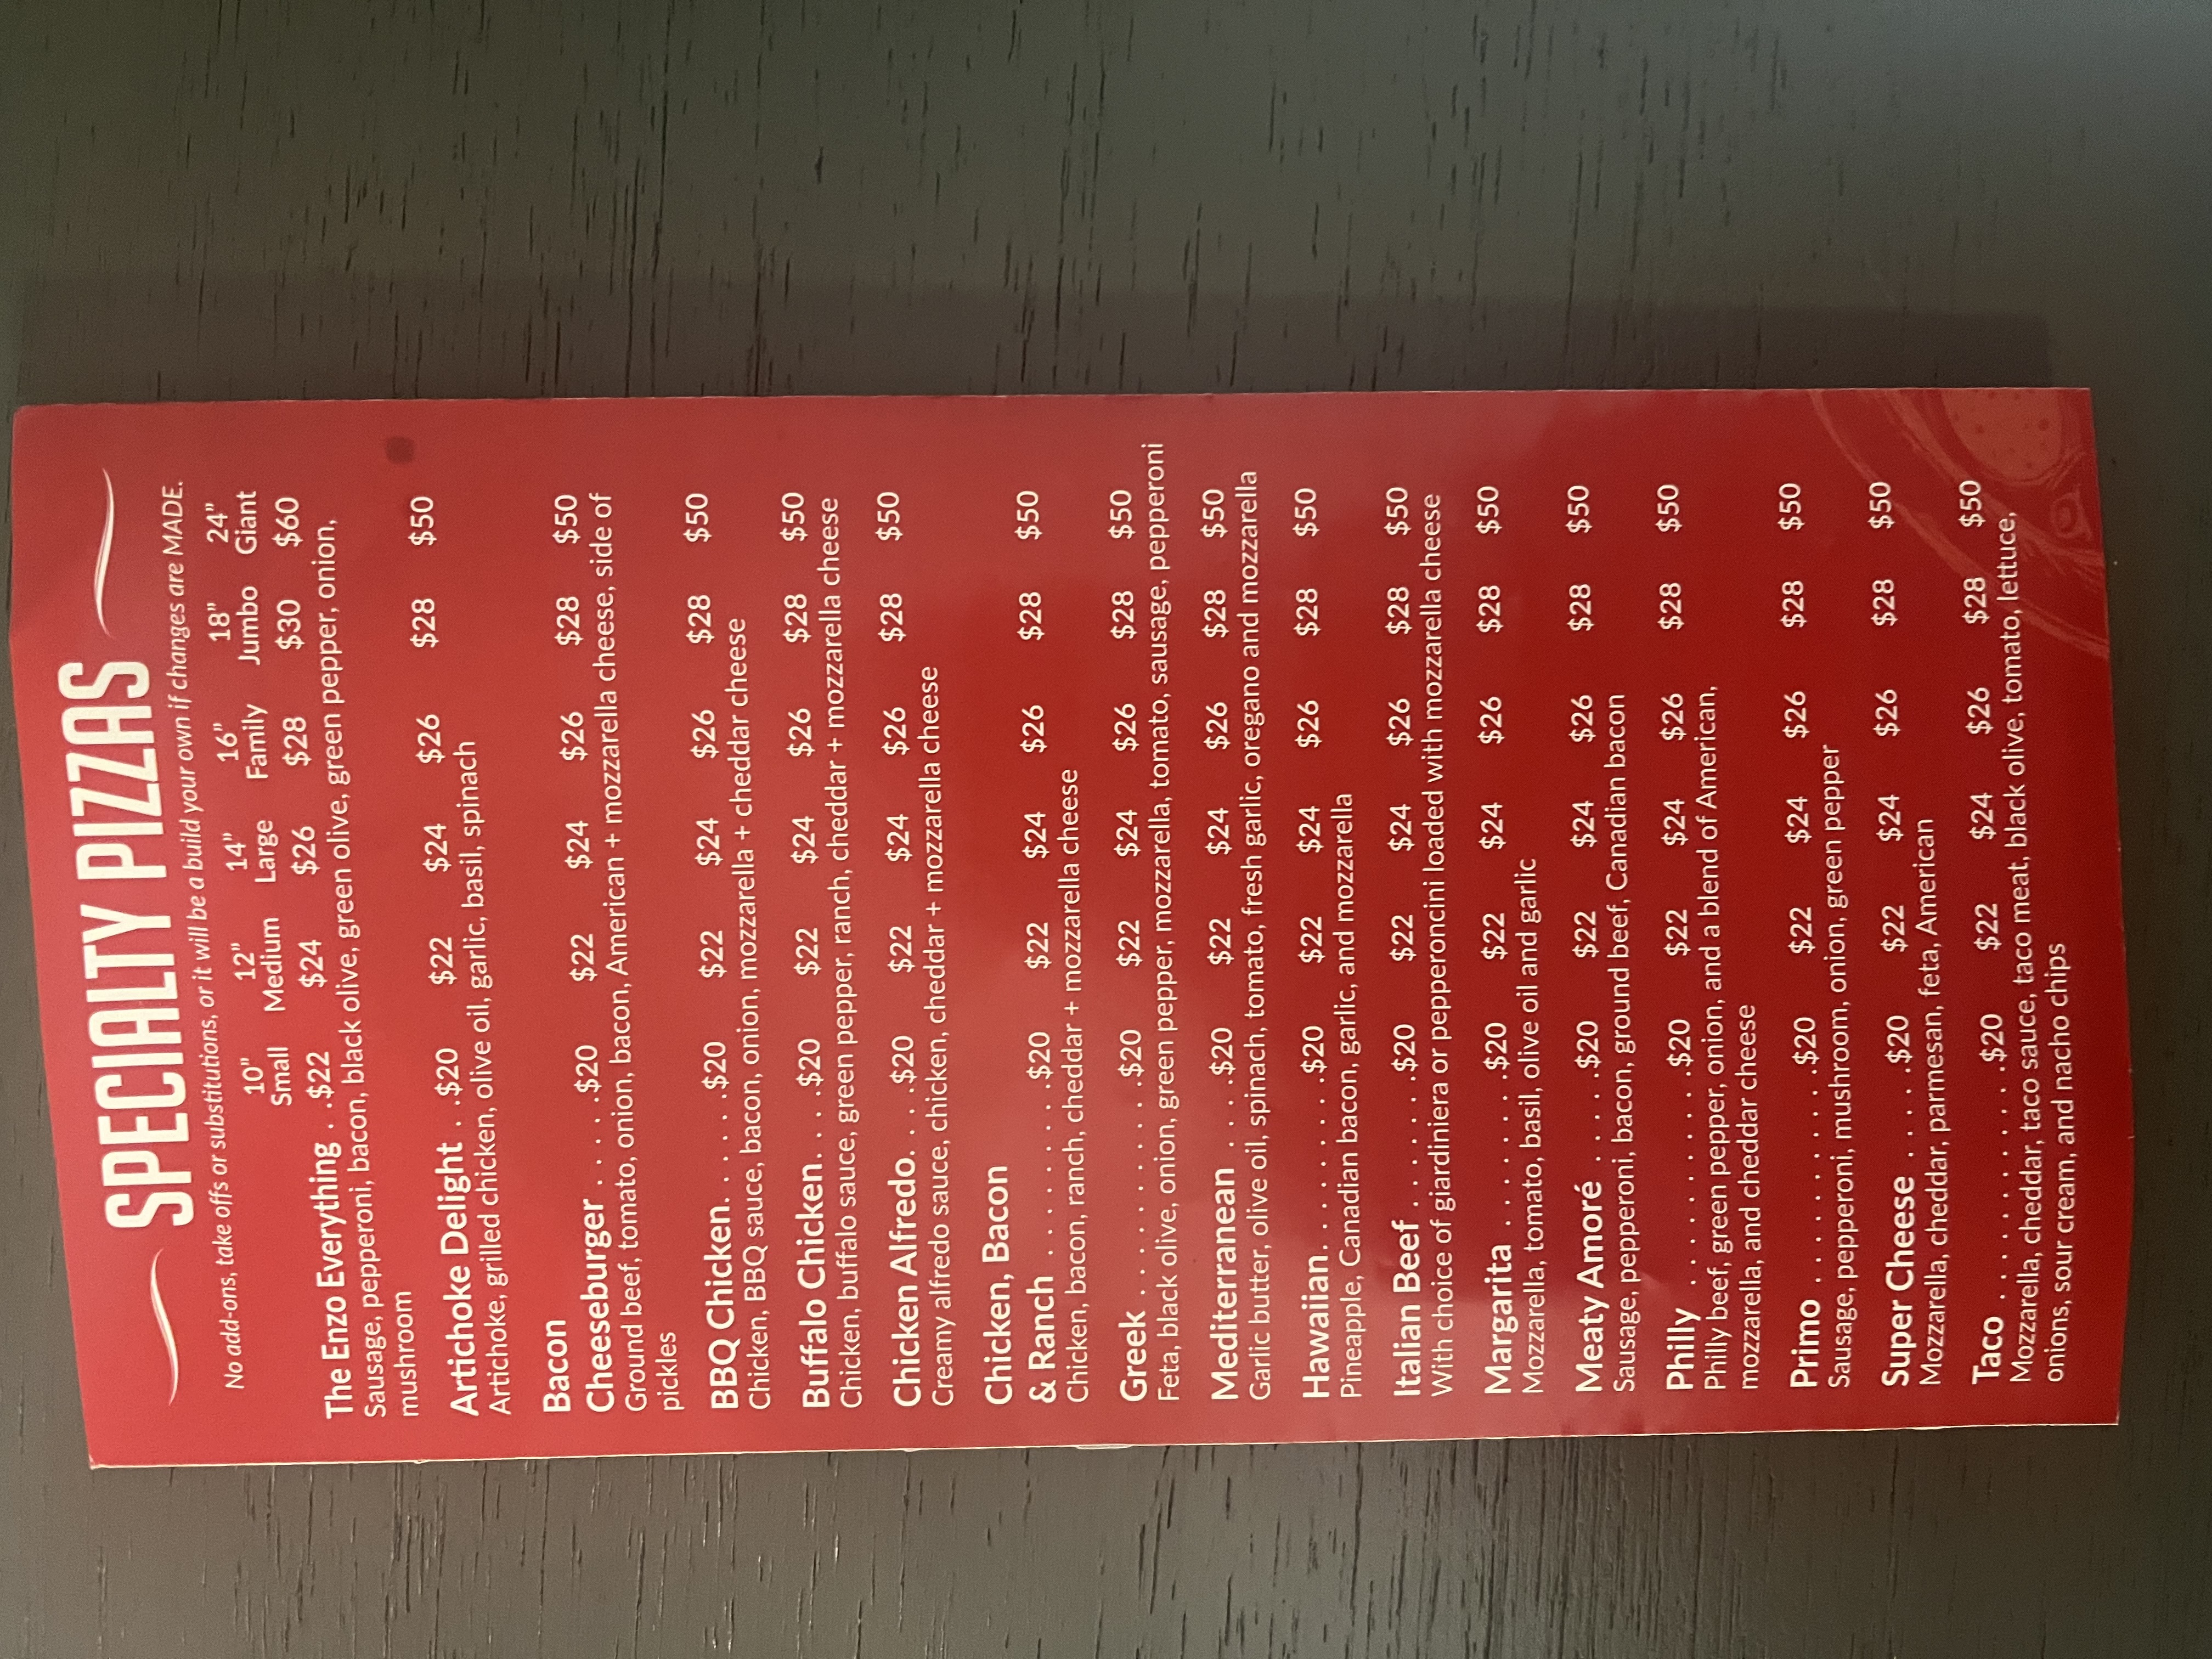 SPECIALTY PIZZAS
No add-ons, take offs or substitutions, or it will be a build your own if changes are MADE.
10" 12" 14" 16" 18" 24"
Small Medium Large Family Jumbo Giant
The Enzo Everything . .$22 $24 $26 $28 $30 $60
Sausage, pepperoni, bacon, black olive, green olive, green pepper, onion,
mushroom
Artichoke Delight . .$20 $22 $24 $26 $28 $50
Artichoke, grilled chicken, olive oil, garlic, basil, spinach
Bacon
Cheeseburger . . . . .$20 $22 $24 $26 $28 $50
Ground beef, tomato, onion, bacon, American + mozzarella cheese, side of
pickles
BBQ Chicken. . . . . .$20 $22 $24 $26 $28 $50
Chicken, BBQ sauce, bacon, onion, mozzarella + cheddar cheese
Buffalo Chicken. . . .$20 $22 $24 $26 $28 $50
Chicken, buffalo sauce, green pepper, ranch, cheddar + mozzarella cheese
Chicken Alfredo. . . .$20 $22 $24 $26 $28 $50
Creamy alfredo sauce, chicken, cheddar + mozzarella cheese
Chicken, Bacon
& Ranch . . . . . . . . . .$20 $22 $24 $26 $28 $50
Chicken, bacon, ranch, cheddar + mozzarella cheese
Greek . . . . . . . . . . . .$20 $22 $24 $26 $28 $50
Feta, black olive, onion, green pepper, mozzarella, tomato, sausage, pepperoni
Mediterranean . . . .$20 $22 $24 $26 $28 $50
Garlic butter, olive oil, spinach, tomato, fresh garlic, oregano and mozzarella
Hawaiian. . . . . . . . .$20 $22 $24 $26 $28 $50
Pineapple, Canadian bacon, garlic, and mozzarella
Italian Beef . . . . . . .$20 $22 $24 $26 $28 $50
With choice of giardiniera or pepperoncini loaded with mozzarella cheese
Margarita . . . . . . . .$20 $22 $24 $26 $28 $50
Mozzarella, tomato, basil, olive oil and garlic
Meaty Amoré . . . . .$20 $22 $24 $26 $28 $50
Sausage, pepperoni, bacon, ground beef, Canadian bacon
Philly . . . . . . . . . . . .$20 $22 $24 $26 $28 $50
Philly beef, green pepper, onion, and a blend of American,
mozzarella, and cheddar cheese
Primo . . . . . . . . . . . .$20 $22 $24 $26 $28 $50
Sausage, pepperoni, mushroom, onion, green pepper
Super Cheese . . . . .$20 $22 $24 $26 $28 $50
Mozzarella, cheddar, parmesan, feta, American
Taco . . . . . . . . . . . . .$20 $22 $24 $26 $28 $50
Mozzarella, cheddar, taco sauce, taco meat, black olive, tomato, lettuce,
onions, sour cream, and nacho chips